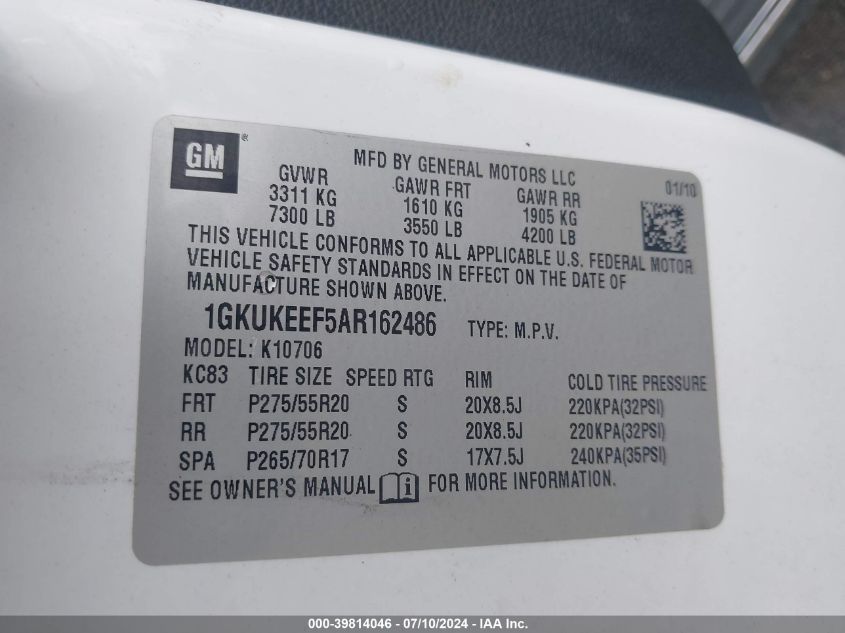 GM ®
MFD BY GENERAL MOTORS LLC
01/10
GVWR GAWR FRT GAWR RR
3311 KG 1610 KG 1905 KG
7300 LB 3550 LB 4200 LB
THIS VEHICLE CONFORMS TO ALL APPLICABLE U.S. FEDERAL MOTOR
VEHICLE SAFETY STANDARDS IN EFFECT ON THE DATE OF
MANUFACTURE SHOWN ABOVE.
1GKUKEEF5AR162486 TYPE: M.P.V.
MODEL: K10706
KC83 TIRE SIZE SPEED RTG RIM COLD TIRE PRESSURE
FRT P275/55R20 S 20X8.5J 220KPA(32PSI)
RR P275/55R20 S 20X8.5J 220KPA(32PSI)
SPA P265/70R17 S 17X7.5J 240KPA(35PSI)
SEE OWNER'S MANUAL i FOR MORE INFORMATION.
000-39814046 - 07/10/2024 - IAA Inc.